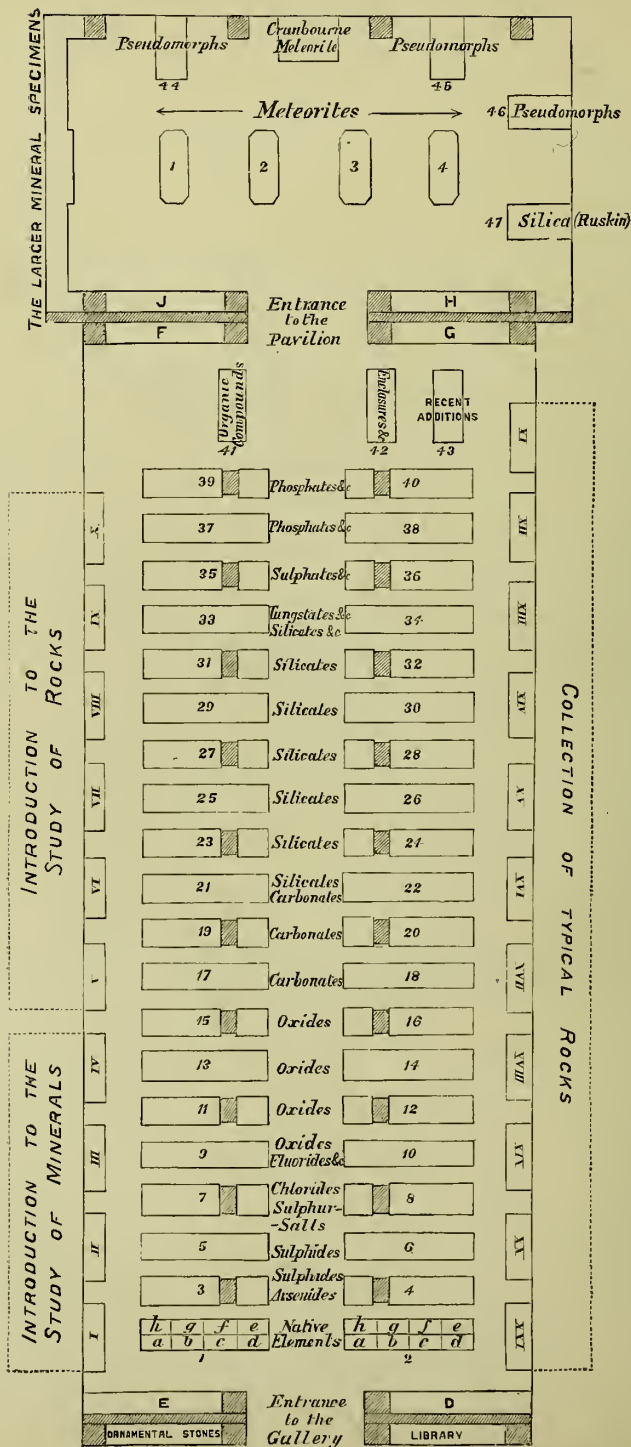 THE LARGER MINERAL SPECIMENS
Pseudomorphs
Cranbourne
Meteorite
Pseudomorphs
44
45
Meteorites
46 Pseudomorphs
1
2
3
4
47 Silica (Ruskin)
J
Entrance
to the
Pavilion
H
F
G
Organic
Compounds
41
Enclosures &c
42
RECENT
ADDITIONS
43
39 Phosphates &c 40
37 Phosphates &c 38
35 Sulphates &c 36
33 Tungstates &c
Silicates &c 34
31 Silicates 32
29 Silicates 30
27 Silicates 28
25 Silicates 26
23 Silicates 24
21 Silicates
Carbonates 22
19 Carbonates 20
17 Carbonates 18
15 Oxides 16
13 Oxides 14
11 Oxides 12
9 Oxides
Fluorides &c 10
7 Chlorides
Sulphur-
-Salts 8
5 Sulphides 6
3 Sulphides
Arsenides 4
h g f e Native h g f e
a b c d Elements a b c d
1 2
INTRODUCTION TO THE
STUDY OF ROCKS
X
IX
VIII
VII
VI
V
INTRODUCTION TO THE
STUDY OF MINERALS
IV
III
II
I
COLLECTION OF TYPICAL ROCKS
XI
XII
XIII
XIV
XV
XVI
XVII
XVIII
XIX
XX
XXI
E
Entrance
to the
Gallery
D
ORNAMENTAL STONES
LIBRARY